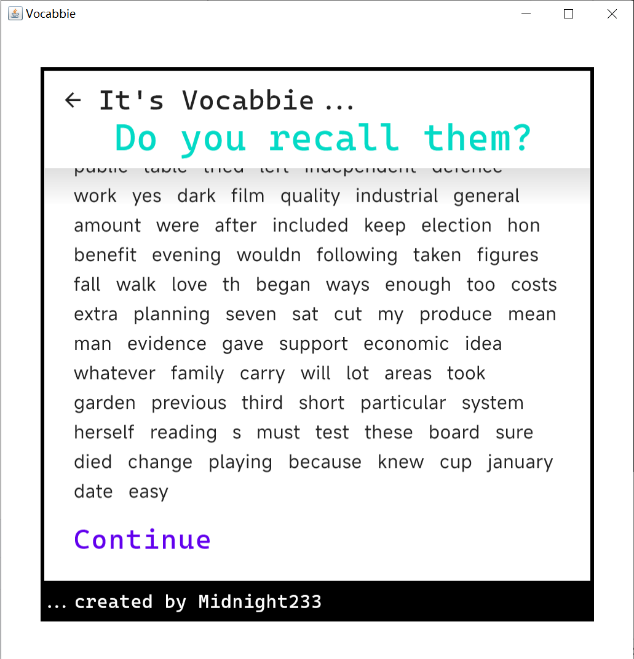 Vocabbie
It's Vocabbie ...
Do you recall them?
public table tried left independent defence
work yes dark film quality industrial general
amount were after included keep election hon
benefit evening wouldn following taken figures
fall walk love th began ways enough too costs
extra planning seven sat cut my produce mean
man evidence gave support economic idea
whatever family carry will lot areas took
garden previous third short particular system
herself reading s must test these board sure
died change playing because knew cup january
date easy
Continue
... created by Midnight233